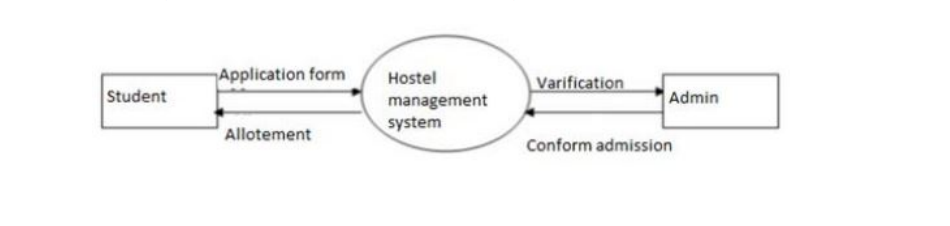 Application form
Student
Allotement
Hostel
management
system
Varification
Admin
Conform admission